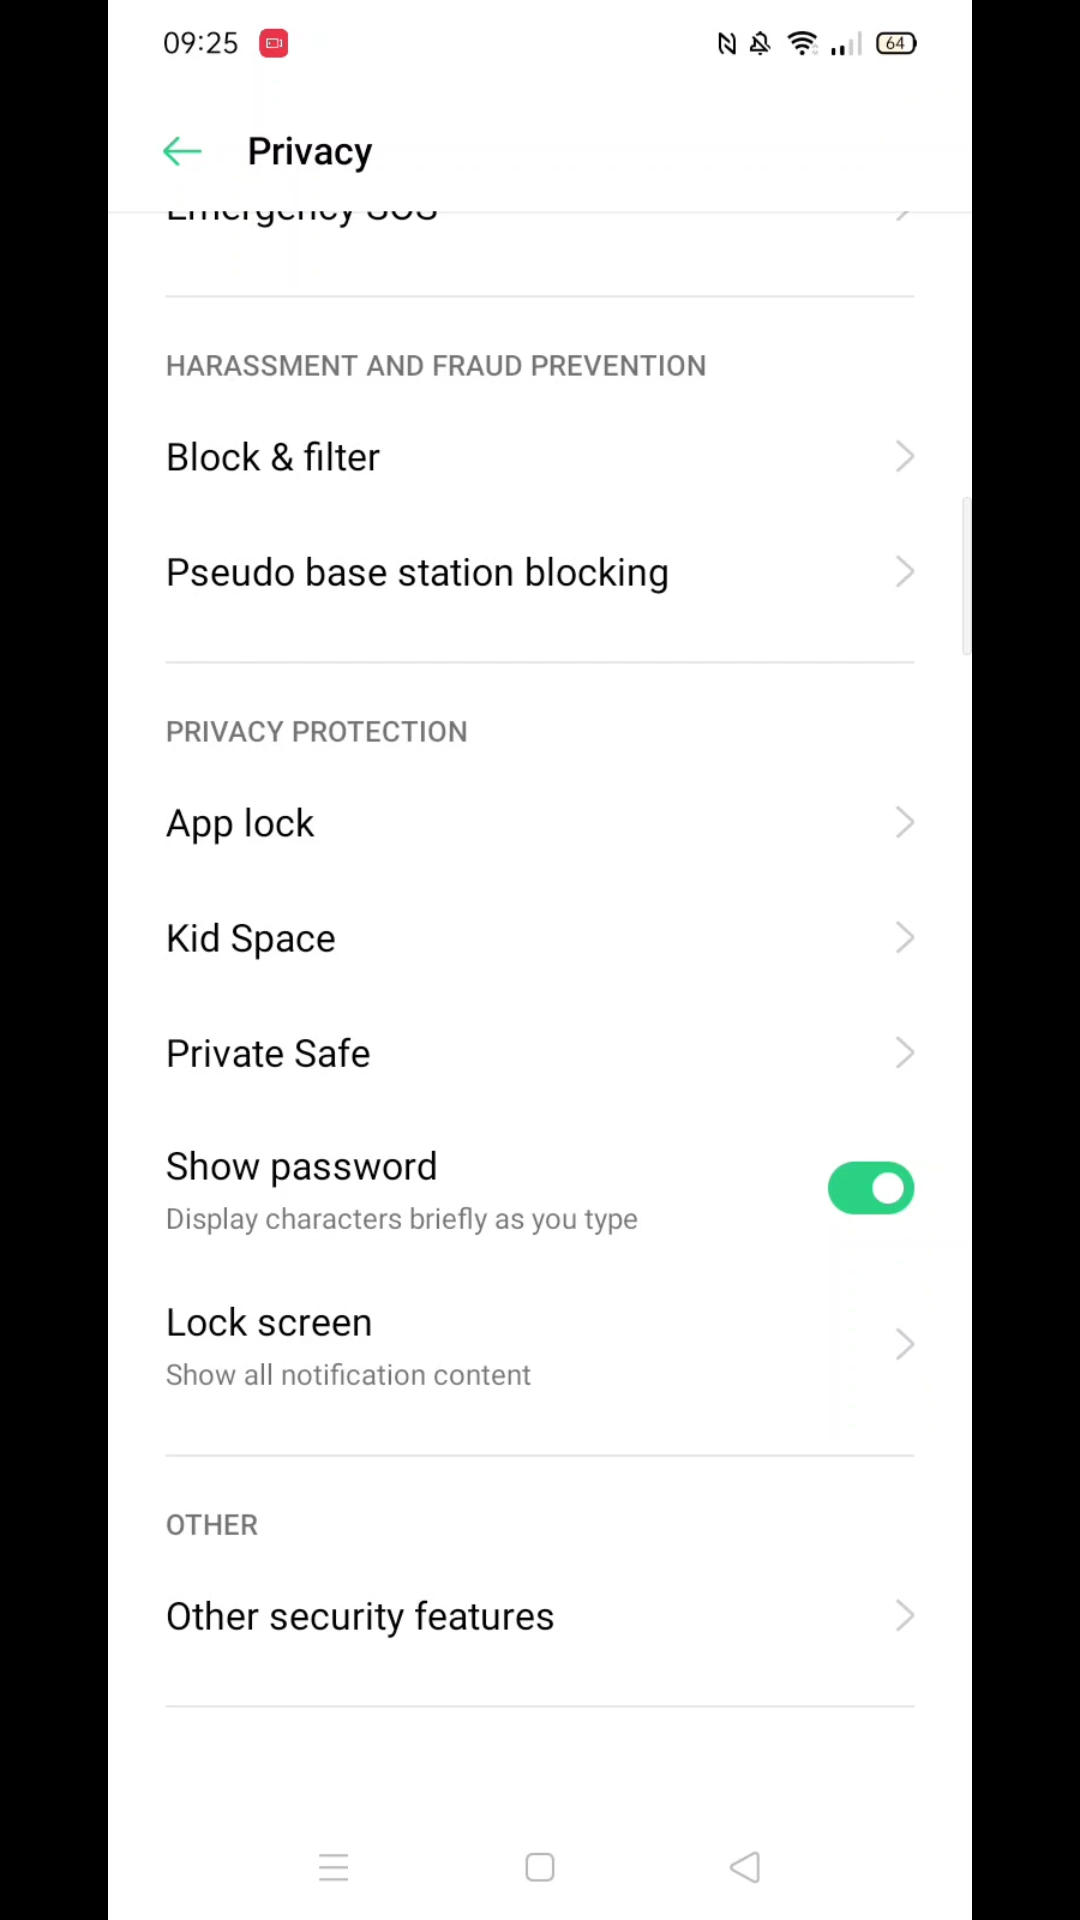 09:25
64
Privacy
Emergency SOS
HARASSMENT AND FRAUD PREVENTION
Block & filter
Pseudo base station blocking
PRIVACY PROTECTION
App lock
Kid Space
Private Safe
Show password
Display characters briefly as you type
Lock screen
Show all notification content
OTHER
Other security features